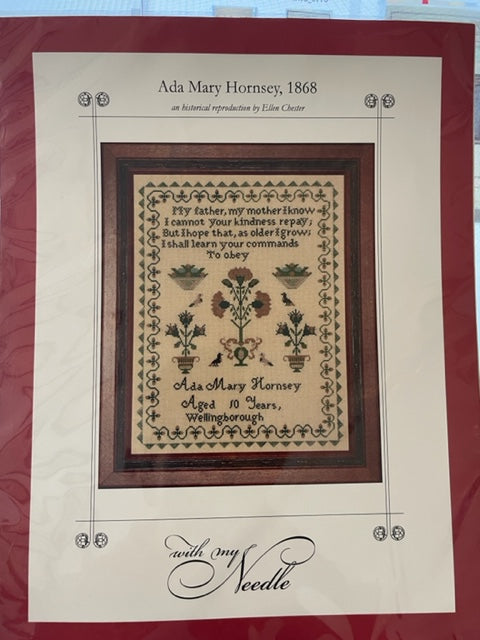 Ada Mary Hornsey, 1868
an historical reproduction by Ellen Chester
My father, my mother I know
I cannot your kindness repay;
But I hope that, as older I grow;
I shall learn your commands
To obey
Ada Mary Hornsey
Aged 10 Years,
Wellingborough
with my
Needle